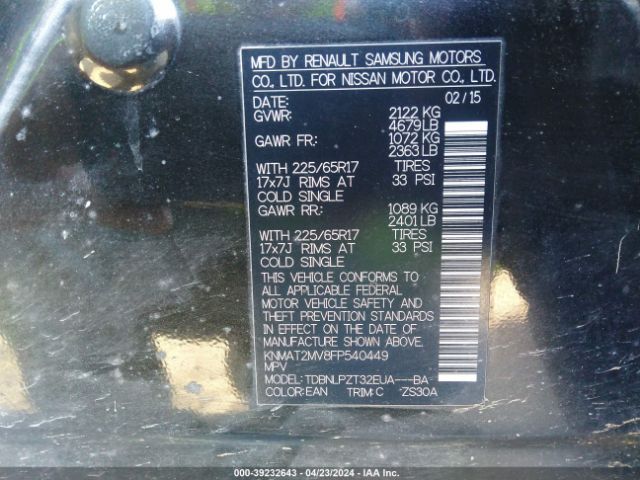 MFD BY RENAULT SAMSUNG MOTORS
CO., LTD. FOR NISSAN MOTOR CO., LTD.
DATE: 02/15
GVWR: 2122 KG
4679 LB
GAWR FR: 1072 KG
2363 LB
WITH 225/65R17 TIRES
17x7J RIMS AT 33 PSI
COLD SINGLE
GAWR RR: 1089 KG
2401 LB
WITH 225/65R17 TIRES
17x7J RIMS AT 33 PSI
COLD SINGLE
THIS VEHICLE CONFORMS TO
ALL APPLICABLE FEDERAL
MOTOR VEHICLE SAFETY AND
THEFT PREVENTION STANDARDS
IN EFFECT ON THE DATE OF
MANUFACTURE SHOWN ABOVE.
KNMAT2MV8FP540449
MPV
MODEL: TDBNLPZT32EUA---BA
COLOR: EAN TRIM: C ZS30A
000-39232643 - 04/23/2024 - IAA Inc.